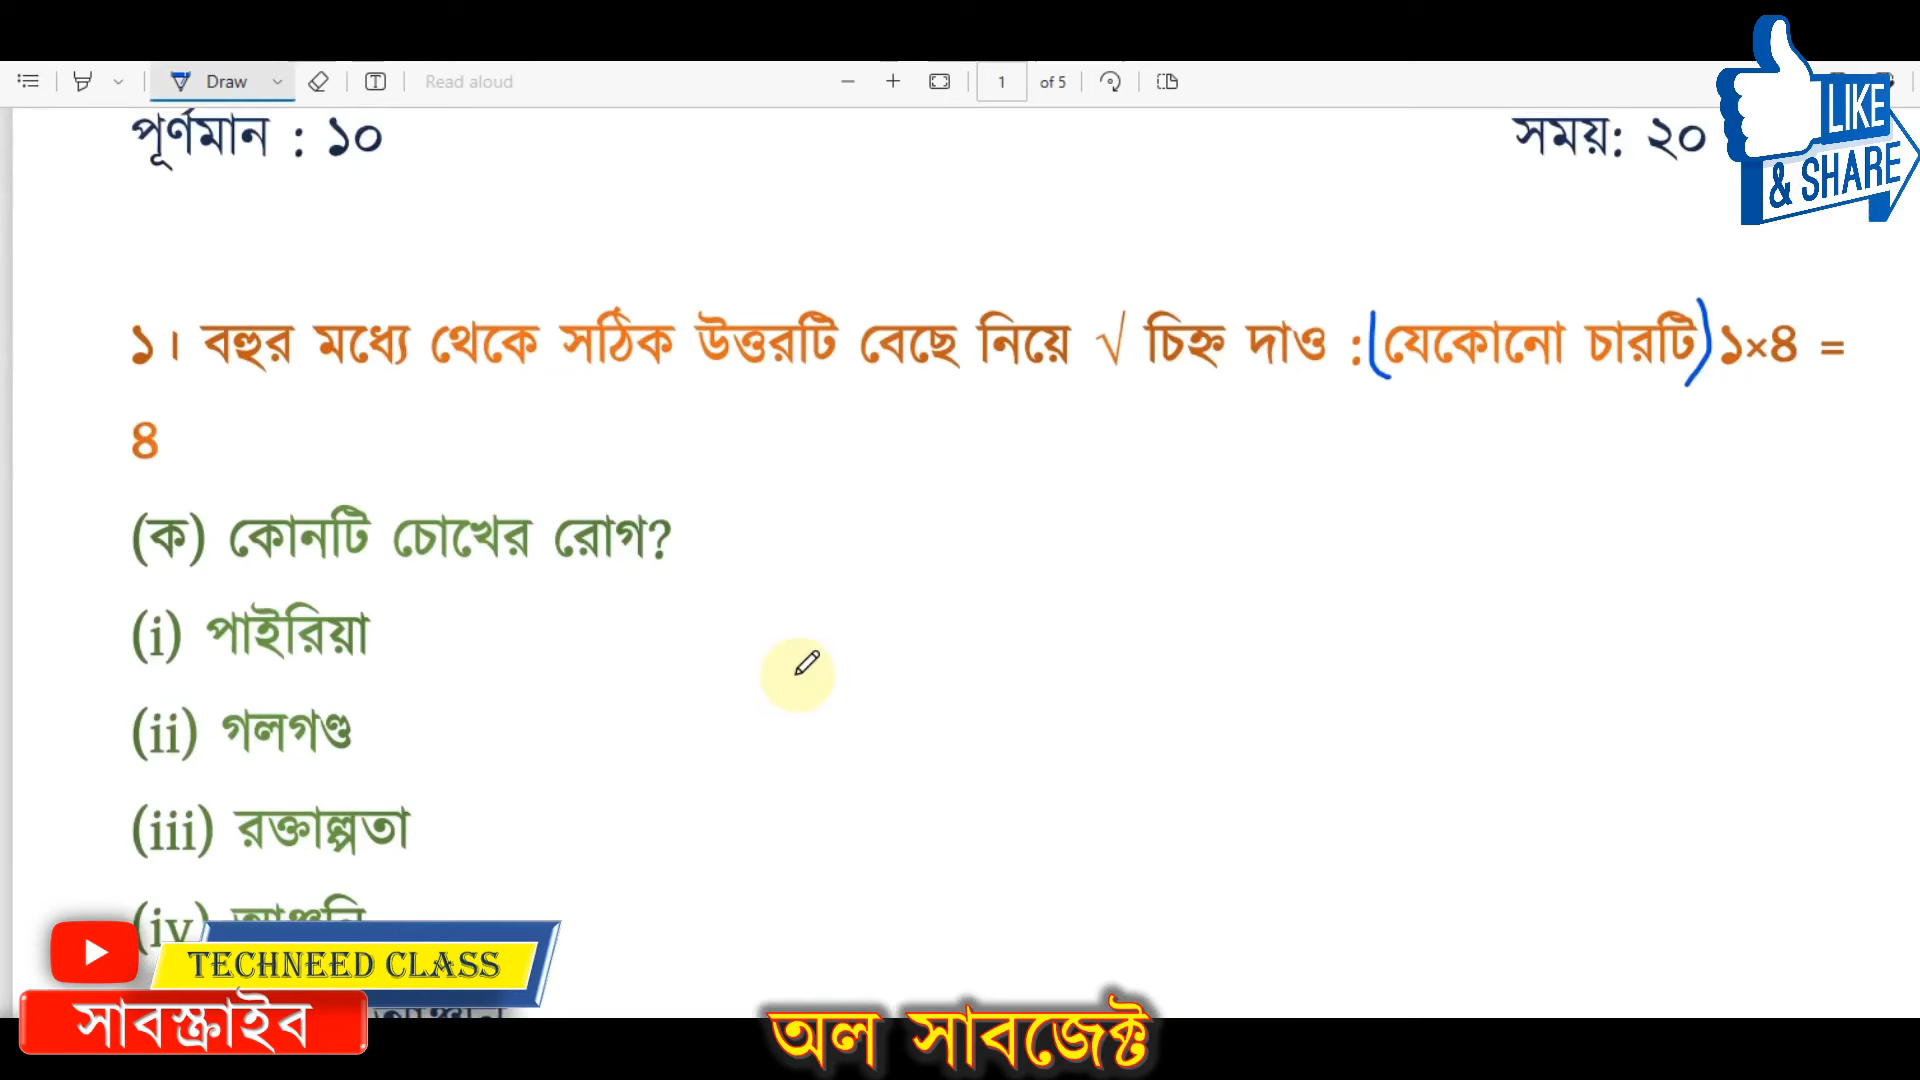 Draw
Read aloud
1 of 5
LIKE
& SHARE
পূর্ণমান : ১০
সময়: ২০
১। বহুর মধ্যে থেকে সঠিক উত্তরটি বেছে নিয়ে √ চিহ্ন দাও : (যেকোনো চারটি) ১×৪ =
৪
(ক) কোনটি চোখের রোগ?
(i) পাইরিয়া
(ii) গলগণ্ড
(iii) রক্তাল্পতা
(iv)
TECHNEED CLASS
সাবস্ক্রাইব
অল সাবজেক্ট